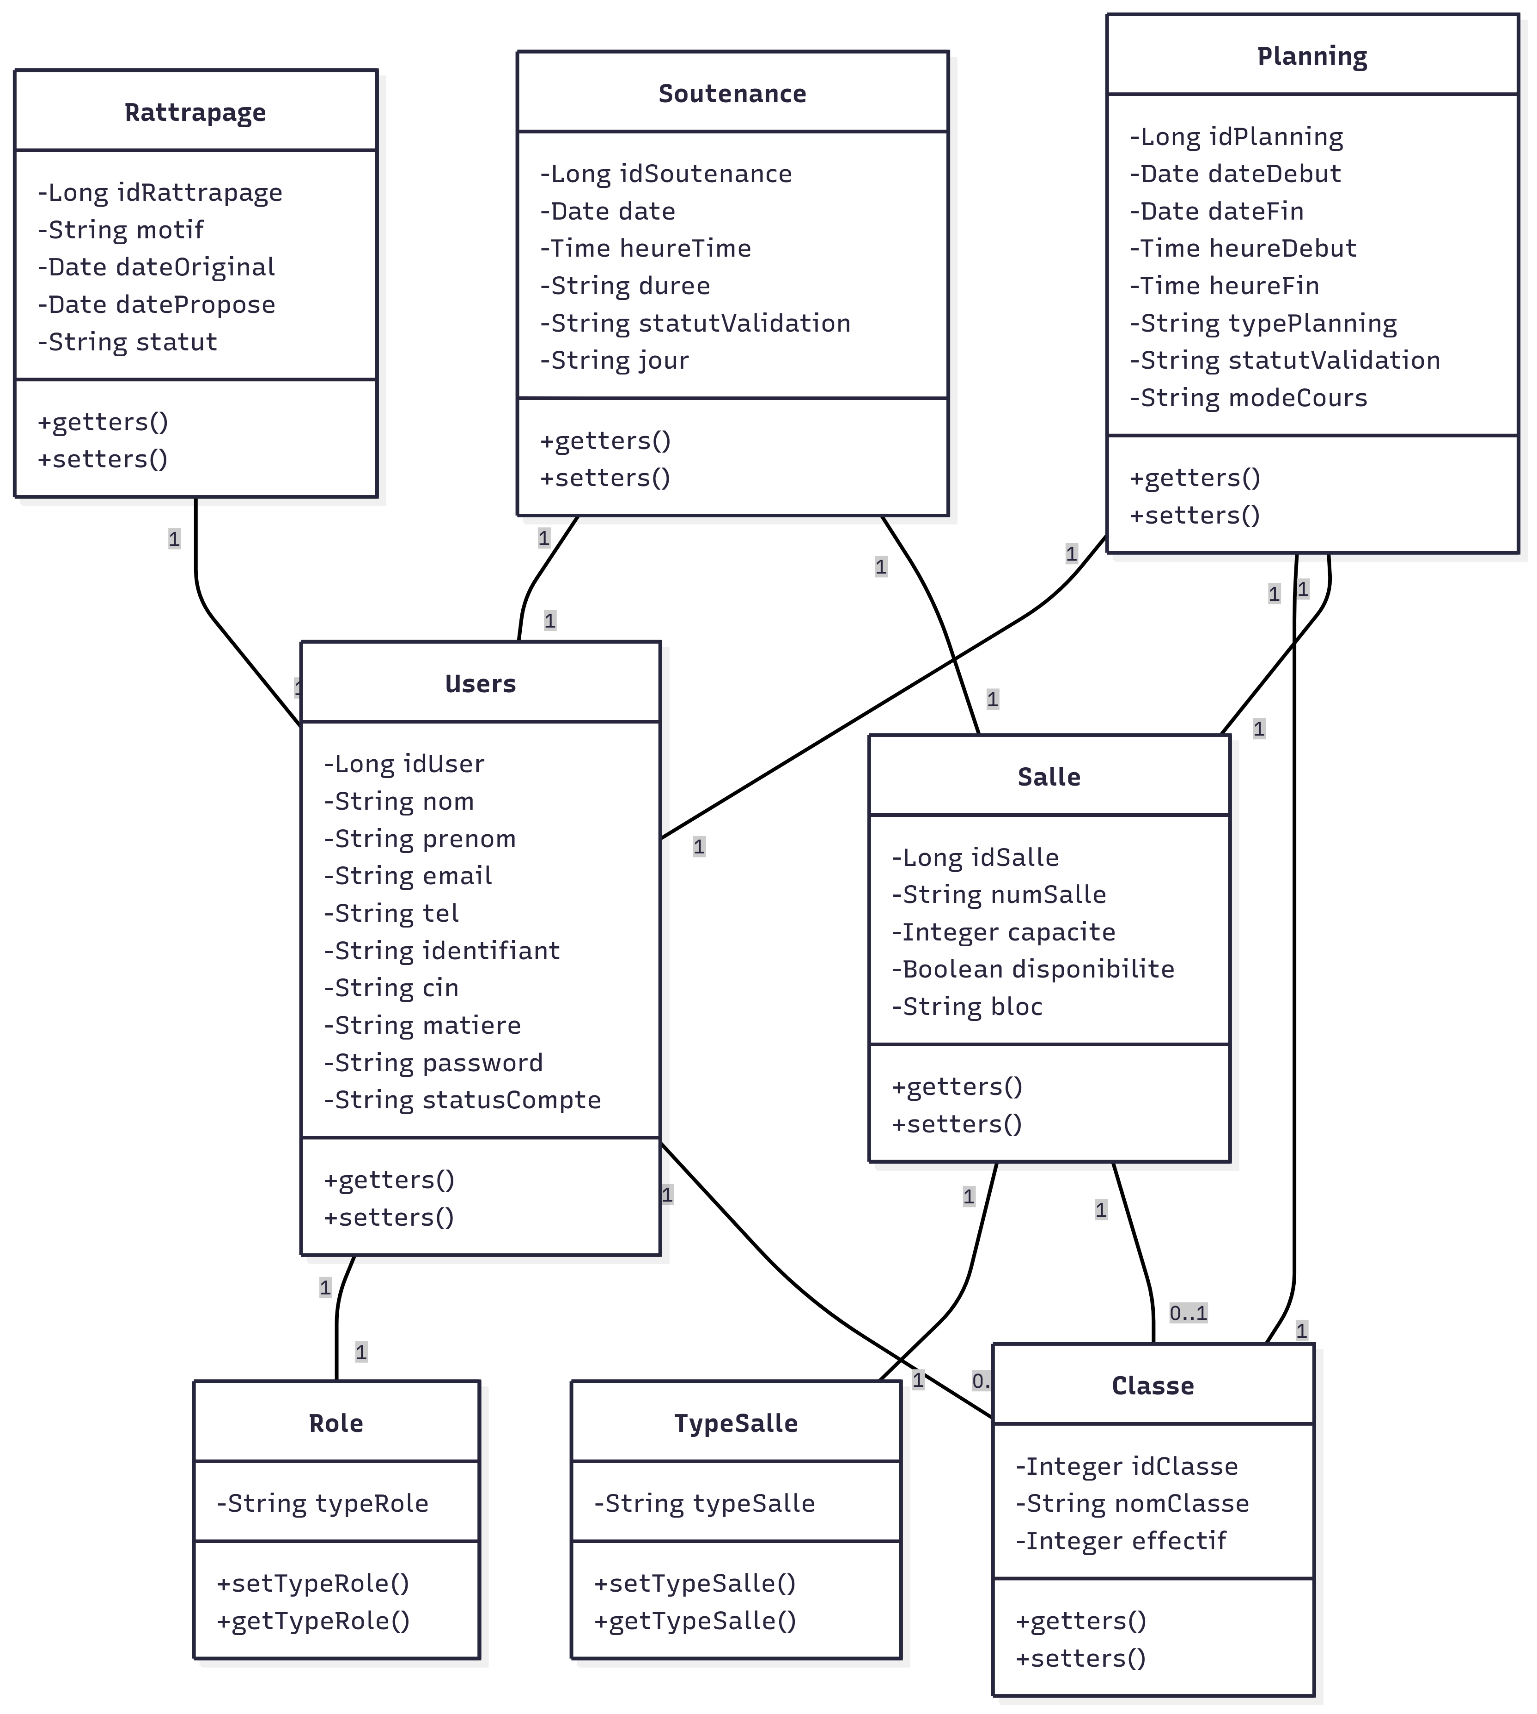 Rattrapage
-Long idRattrapage
-String motif
-Date dateOriginal
-Date datePropose
-String statut
+getters()
+setters()
Soutenance
-Long idSoutenance
-Date date
-Time heureTime
-String duree
-String statutValidation
-String jour
+getters()
+setters()
Planning
-Long idPlanning
-Date dateDebut
-Date dateFin
-Time heureDebut
-Time heureFin
-String typePlanning
-String statutValidation
-String modeCours
+getters()
+setters()
1
1
1
1
1
1
1
1
1
1
1
1
Users
-Long idUser
-String nom
-String prenom
-String email
-String tel
-String identifiant
-String cin
-String matiere
-String password
-String statusCompte
+getters()
+setters()
Salle
-Long idSalle
-String numSalle
-Integer capacite
-Boolean disponibilite
-String bloc
+getters()
+setters()
1
1
1
1
0..1
1
1
1
0.
Role
-String typeRole
+setTypeRole()
+getTypeRole()
TypeSalle
-String typeSalle
+setTypeSalle()
+getTypeSalle()
Classe
-Integer idClasse
-String nomClasse
-Integer effectif
+getters()
+setters()